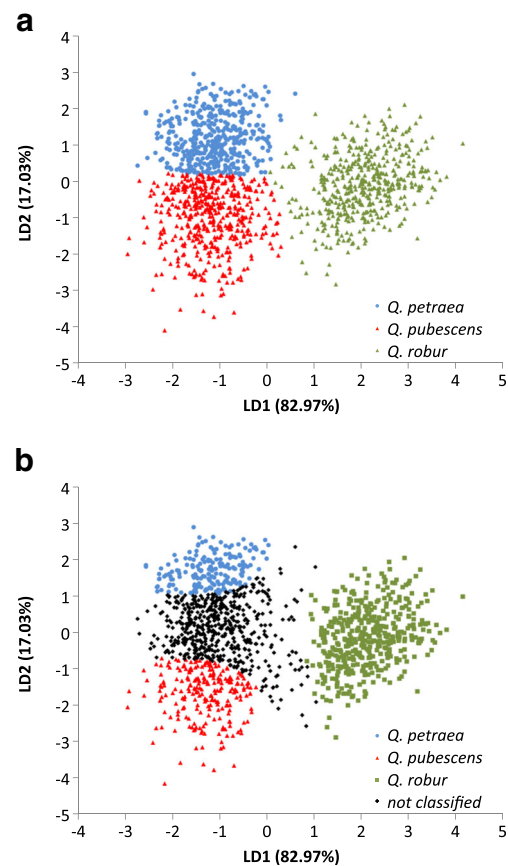 a
4
3
2
1
0
-1
-2
-3
-4
-5
LD2 (17.03%)
-4 -3 -2 -1 0 1 2 3 4 5
LD1 (82.97%)
Q. petraea
Q. pubescens
Q. robur
b
4
3
2
1
0
-1
-2
-3
-4
-5
LD2 (17.03%)
-4 -3 -2 -1 0 1 2 3 4 5
LD1 (82.97%)
Q. petraea
Q. pubescens
Q. robur
not classified